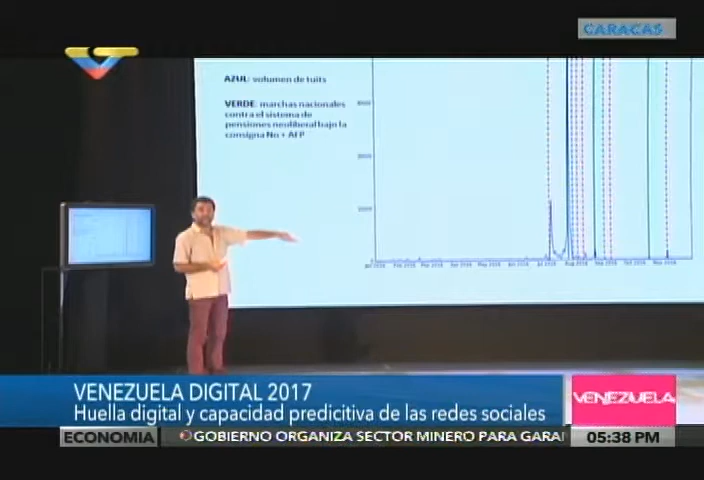 CARACAS
AZUL: volumen de tuits
VERDE: marchas nacionales
contra el sistema de
pensiones neoliberal bajo la
consigna No + AFP
VENEZUELA DIGITAL 2017
Huella digital y capacidad predicitiva de las redes sociales
VENEZUELA
ECONOMIA
GOBIERNO ORGANIZA SECTOR MINERO PARA GARA
05:38 PM